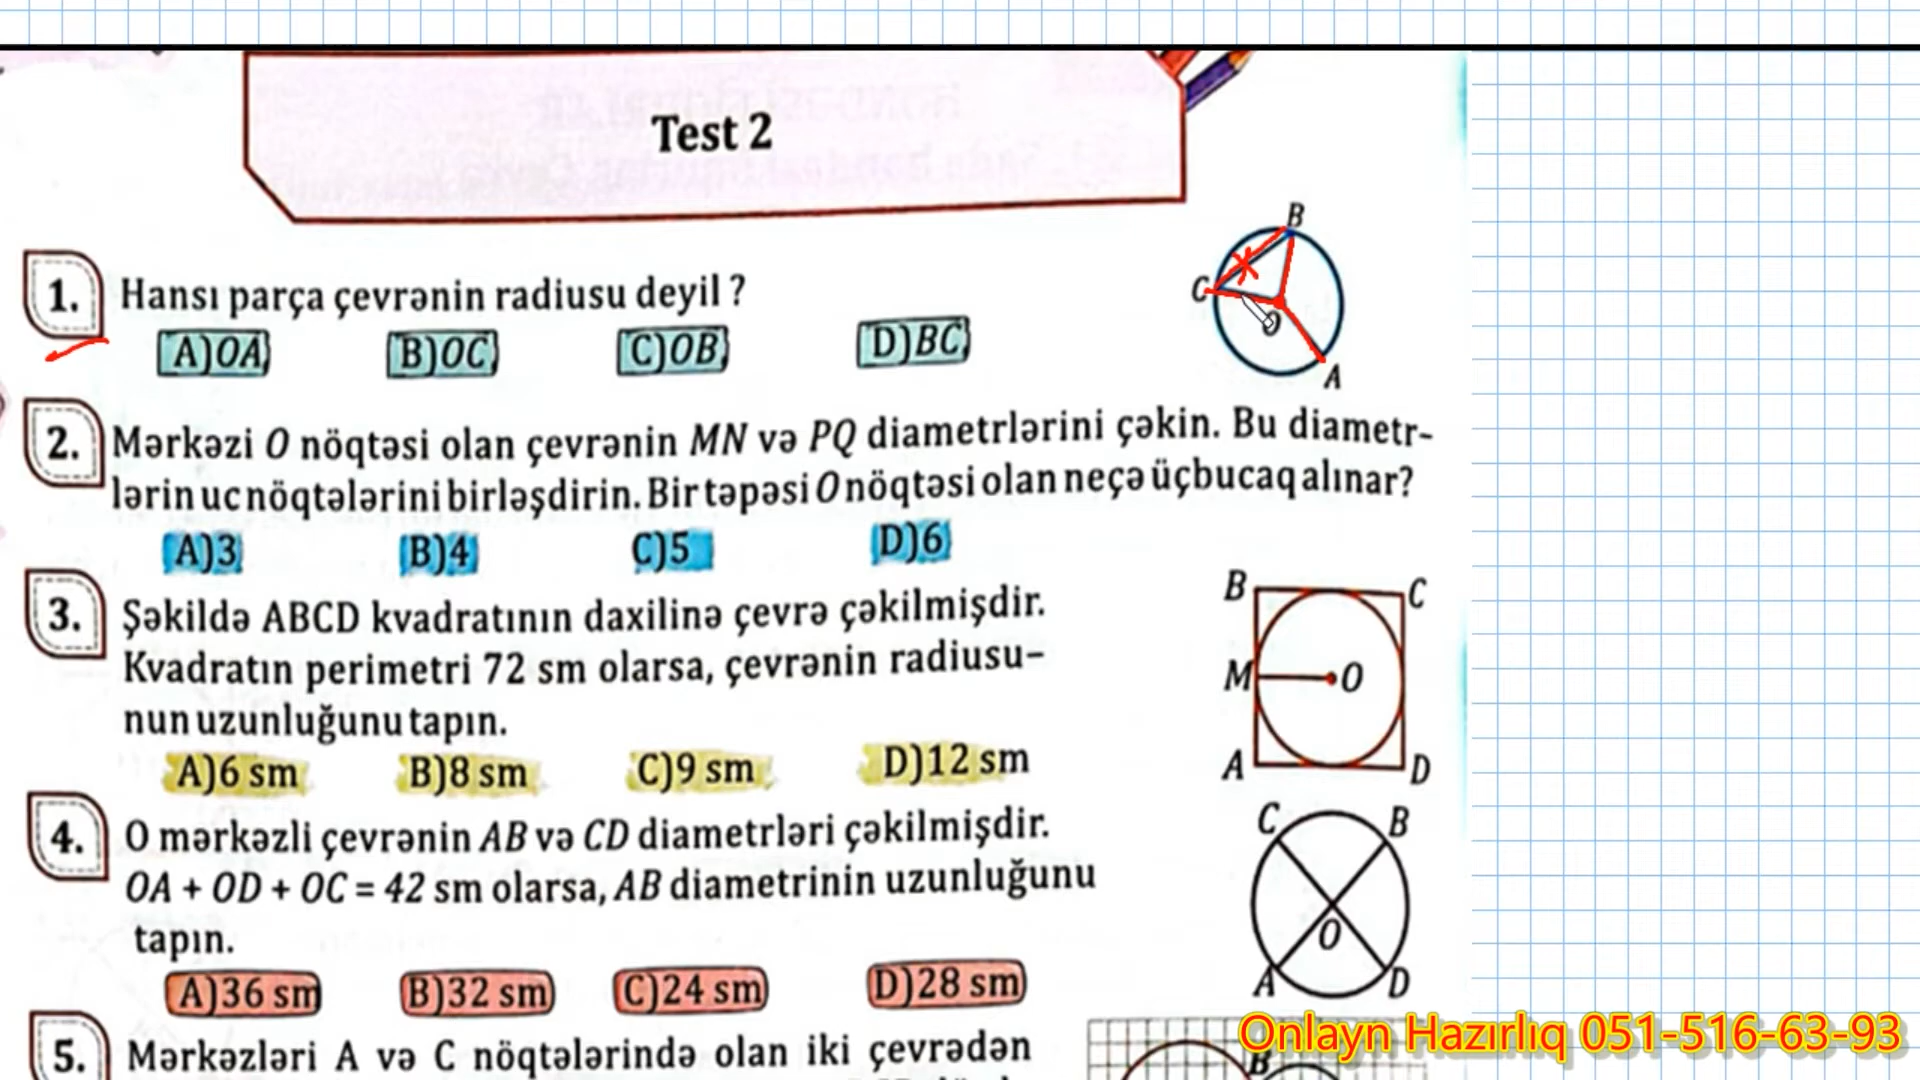 Test 2
B
C
O
A
1. Hansı parça çevrənin radiusu deyil ?
A)OA B)OC C)OB D)BC
2. Mərkəzi O nöqtəsi olan çevrənin MN və PQ diametrlərini çəkin. Bu diametr-
lərin uc nöqtələrini birləşdirin. Bir təpəsi O nöqtəsi olan neçə üçbucaq alınar?
A)3 B)4 C)5 D)6
3. Şəkildə ABCD kvadratının daxilinə çevrə çəkilmişdir.
Kvadratın perimetri 72 sm olarsa, çevrənin radiusu-
nun uzunluğunu tapın.
A)6 sm B)8 sm C)9 sm D)12 sm
B C
M O
A D
4. O mərkəzli çevrənin AB və CD diametrləri çəkilmişdir.
OA + OD + OC = 42 sm olarsa, AB diametrinin uzunluğunu
tapın.
A)36 sm B)32 sm C)24 sm D)28 sm
C B
O
A D
5. Mərkəzləri A və C nöqtələrində olan iki çevrədən
B
Onlayn Hazırlıq 051-516-63-93